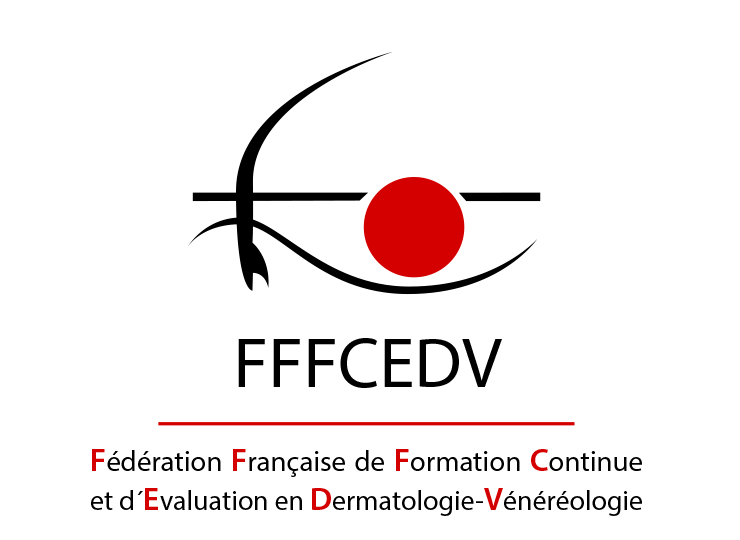 FFFCEDV
Fédération Française de Formation Continue
et d´Evaluation en Dermatologie-Vénéréologie